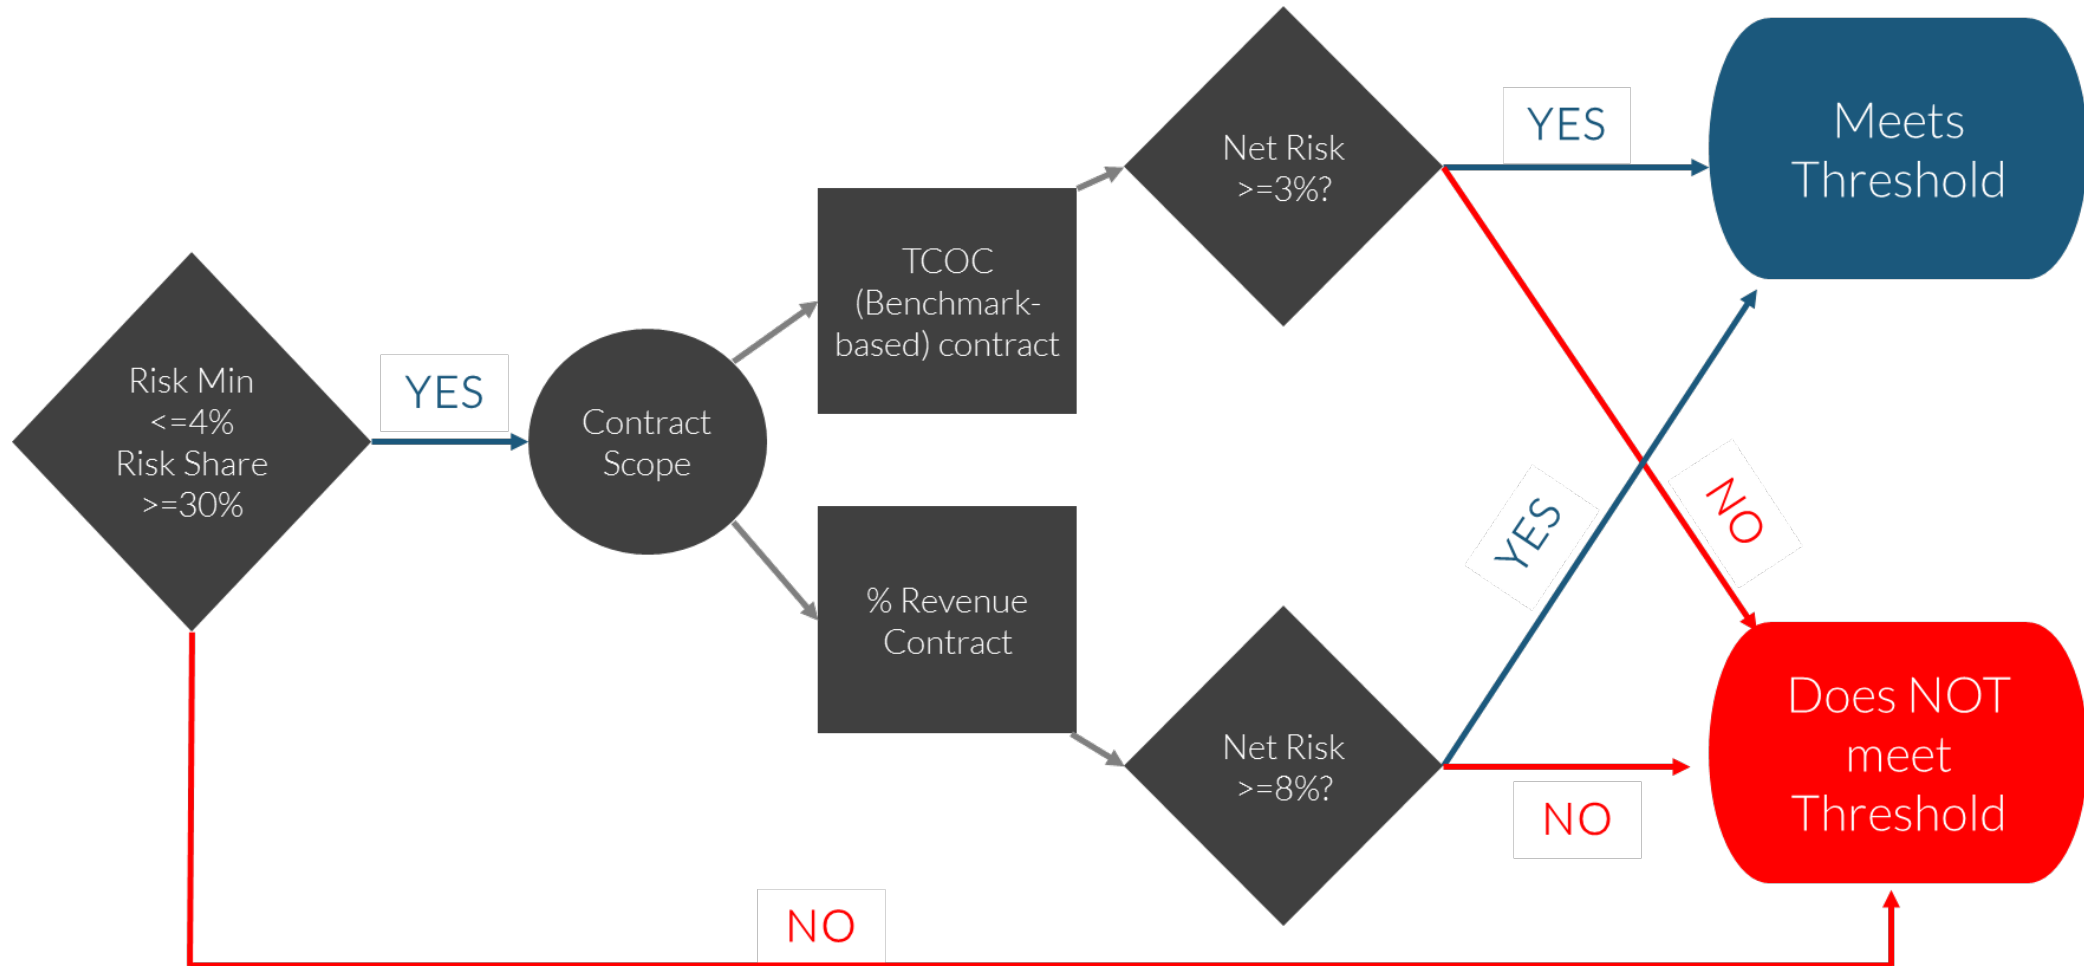 Risk Min
<=4%
Risk Share
>=30%
YES
Contract
Scope
TCOC
(Benchmark-
based) contract
% Revenue
Contract
Net Risk
>=3%?
Net Risk
>=8%?
YES
NO
YES
NO
NO
Meets
Threshold
Does NOT
meet
Threshold